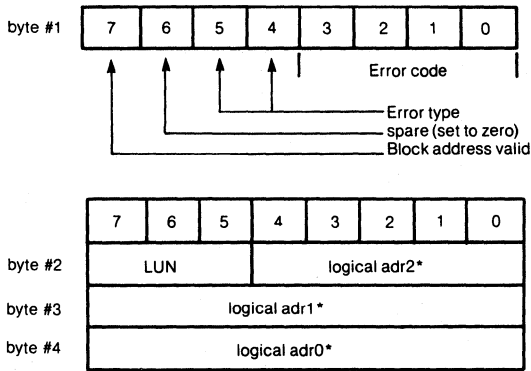 byte #1 7 6 5 4 3 2 1 0
Error code
Error type
spare (set to zero)
Block address valid
7 6 5 4 3 2 1 0
byte #2 LUN logical adr2*
byte #3 logical adr1*
byte #4 logical adr0*